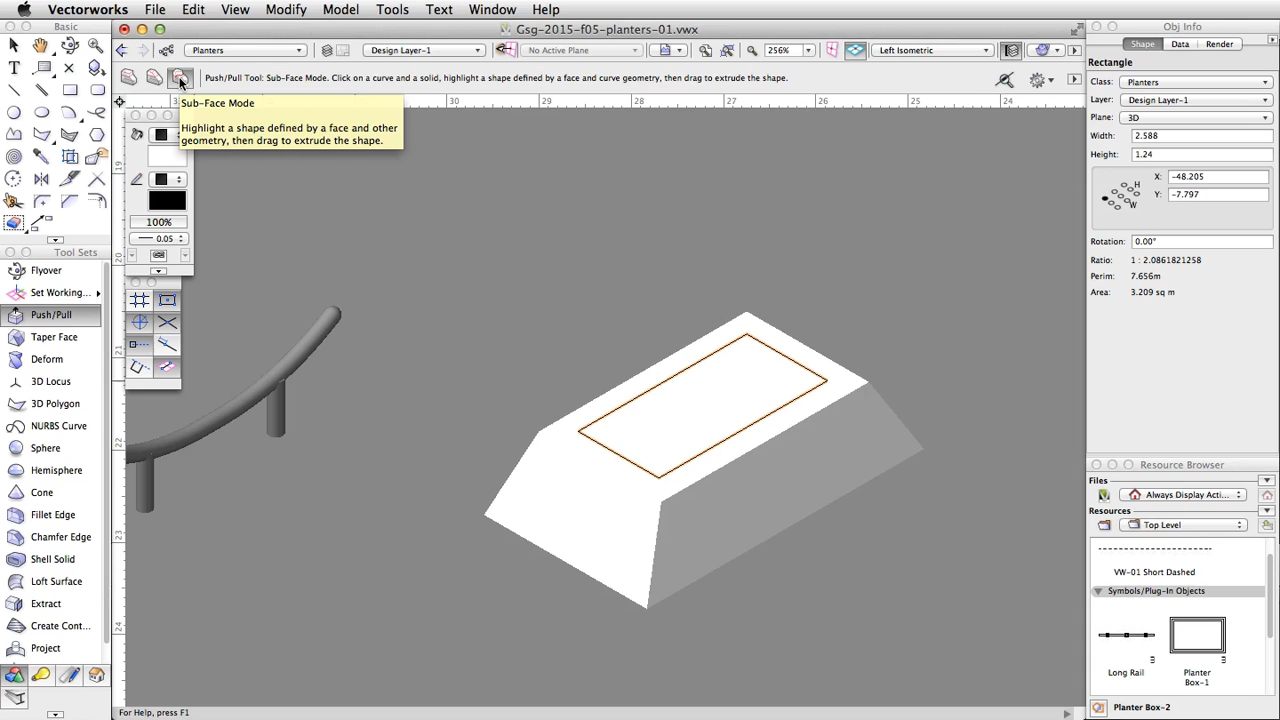 Vectorworks File Edit View Modify Model Tools Text Window Help
Basic
Gsg-2015-f05-planters-01.vwx
Obj Info
Planters
Design Layer-1
No Active Plane
256%
Left Isometric
Shape Data Render
Push/Pull Tool: Sub-Face Mode. Click on a curve and a solid, highlight a shape defined by a face and curve geometry, then drag to extrude the shape.
Rectangle
Class: Planters
Layer: Design Layer-1
Plane: 3D
Width: 2.588
Height: 1.24
X: -48.205
Y: -7.797
H
W
Rotation: 0.00°
Ratio: 1 : 2.0861821258
Perim: 7.656m
Area: 3.209 sq m
30 29 28 27 26 25 24
Sub-Face Mode
Highlight a shape defined by a face and other
geometry, then drag to extrude the shape.
19
20
21
22
23
24
100%
0.05
Tool Sets
Flyover
Set Working...
Push/Pull
Taper Face
Deform
3D Locus
3D Polygon
NURBS Curve
Sphere
Hemisphere
Cone
Fillet Edge
Chamfer Edge
Shell Solid
Loft Surface
Extract
Create Cont...
Project
Resource Browser
Files
Always Display Acti...
Resources
Top Level
VW-01 Short Dashed
Symbols/Plug-In Objects
3
3
Long Rail
Planter
Box-1
Planter Box-2
For Help, press F1